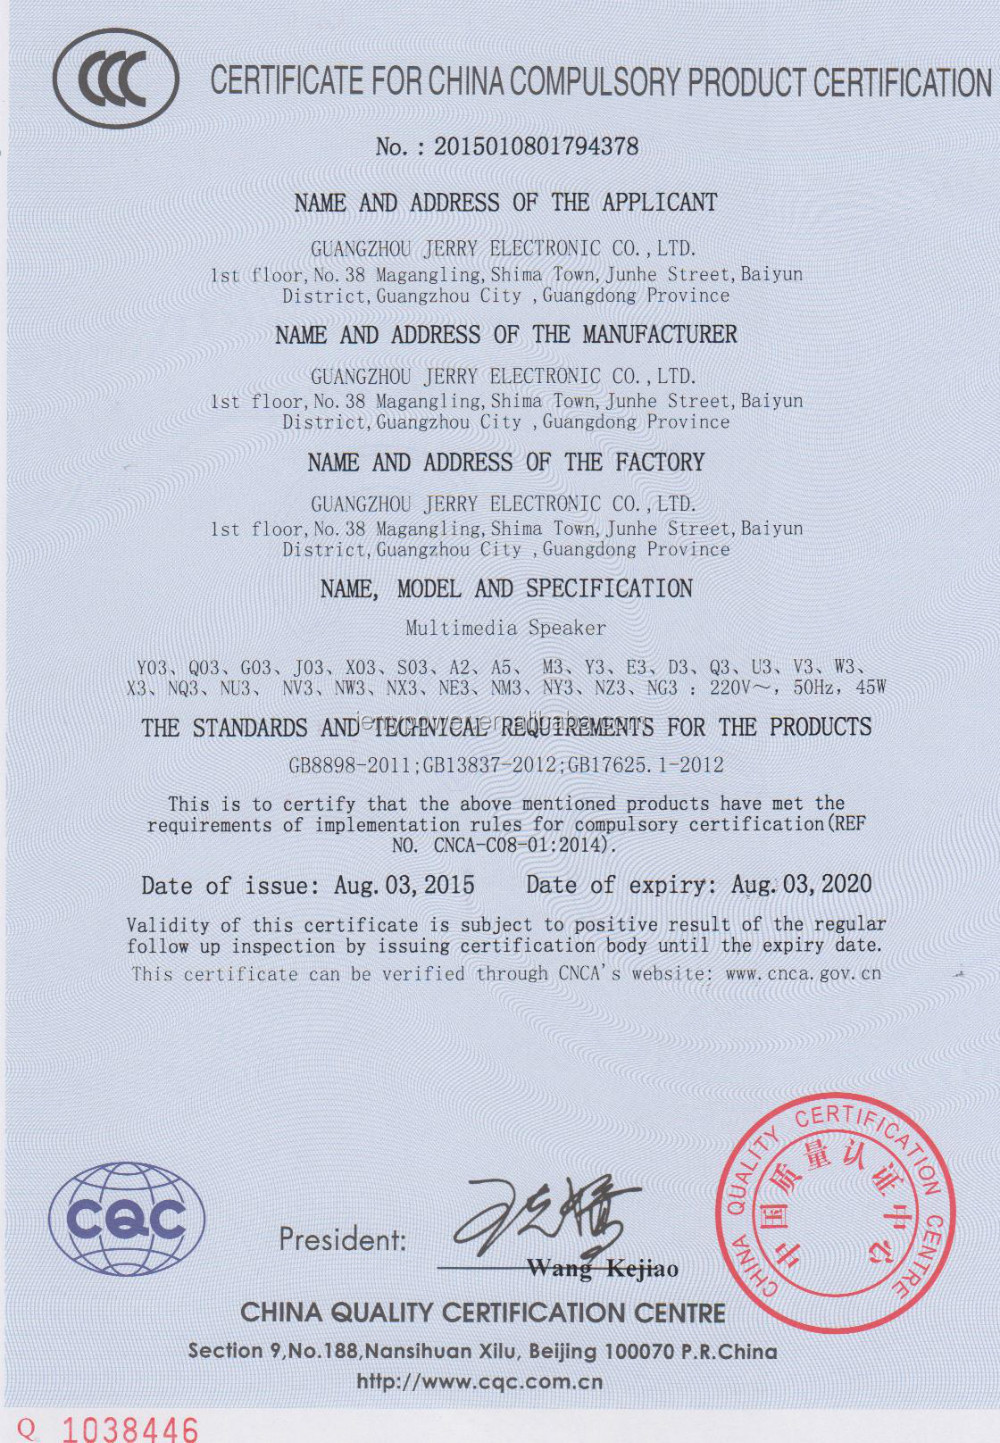 CCC
CERTIFICATE FOR CHINA COMPULSORY PRODUCT CERTIFICATION
No. : 2015010801794378
NAME AND ADDRESS OF THE APPLICANT
GUANGZHOU JERRY ELECTRONIC CO.,LTD.
1st floor,No.38 Magangling,Shima Town,Junhe Street,Baiyun
District,Guangzhou City ,Guangdong Province
NAME AND ADDRESS OF THE MANUFACTURER
GUANGZHOU JERRY ELECTRONIC CO.,LTD.
1st floor,No.38 Magangling,Shima Town,Junhe Street,Baiyun
District,Guangzhou City ,Guangdong Province
NAME AND ADDRESS OF THE FACTORY
GUANGZHOU JERRY ELECTRONIC CO.,LTD.
1st floor,No.38 Magangling,Shima Town,Junhe Street,Baiyun
District,Guangzhou City ,Guangdong Province
NAME, MODEL AND SPECIFICATION
Multimedia Speaker
Y03、Q03、G03、J03、X03、S03、A2、A5、 M3、Y3、E3、D3、Q3、U3、V3、W3、
X3、NQ3、NU3、 NV3、NW3、NX3、NE3、NM3、NY3、NZ3、NG3 : 220V～, 50Hz, 45W
THE STANDARDS AND TECHNICAL REQUIREMENTS FOR THE PRODUCTS
jerrypower.en.alibaba.com
GB8898-2011;GB13837-2012;GB17625.1-2012
This is to certify that the above mentioned products have met the
requirements of implementation rules for compulsory certification(REF
NO. CNCA-C08-01:2014).
Date of issue: Aug.03,2015 Date of expiry: Aug.03,2020
Validity of this certificate is subject to positive result of the regular
follow up inspection by issuing certification body until the expiry date.
This certificate can be verified through CNCA's website: www.cnca.gov.cn
CHINA QUALITY CERTIFICATION CENTRE
中国质量认证中心
CQC
President:
Wang Kejiao
CHINA QUALITY CERTIFICATION CENTRE
Section 9,No.188,Nansihuan Xilu, Beijing 100070 P.R.China
http://www.cqc.com.cn
Q 1038446